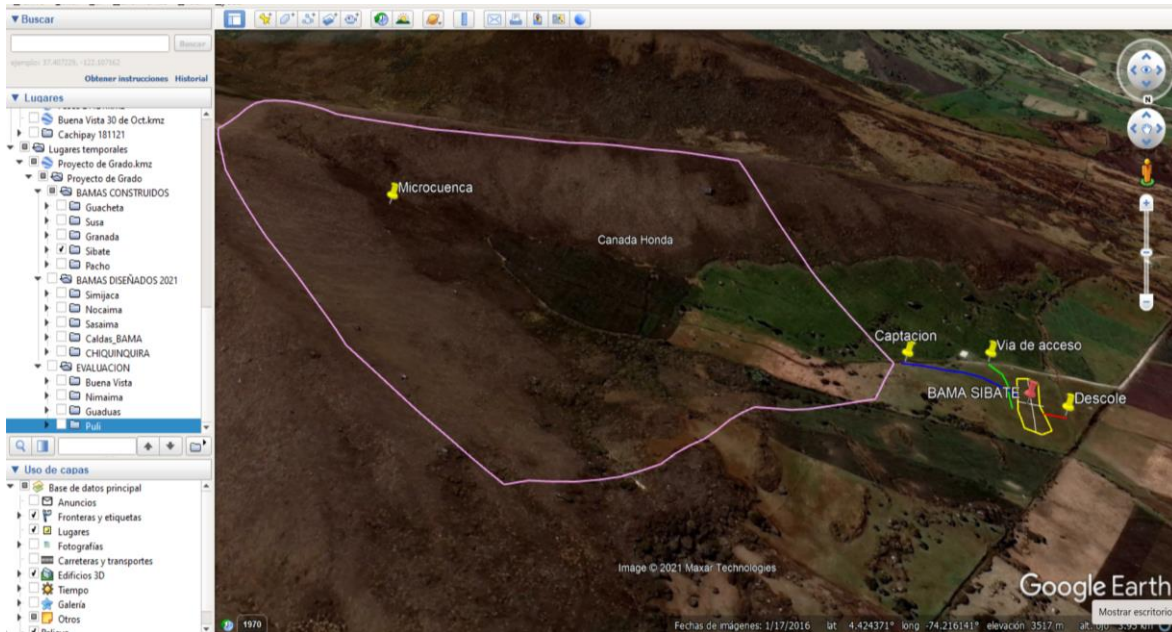 Buscar
Buscar
Obtener instrucciones Historial
Lugares
Buena Vista 30 de Oct.kmz
Cachipay 181121
Lugares temporales
Proyecto de Grado.kmz
Proyecto de Grado
BAMAS CONSTRUIDOS
Guacheta
Susa
Granada
Sibate
Pacho
BAMAS DISEÑADOS 2021
Simijaca
Nocaima
Sasaima
Caldas_BAMA
CHIQUINQUIRA
EVALUACION
Buena Vista
Nimaima
Guaduas
Puli
Uso de capas
Base de datos principal
Anuncios
Fronteras y etiquetas
Lugares
Fotografías
Carreteras y transportes
Edificios 3D
Tiempo
Galería
Otros
Microcuenca
Canada Honda
Captacion
Via de acceso
BAMA SIBATE
Descole
N
Image © 2021 Maxar Technologies
Google Earth
Mostrar escritorio
1970
Fechas de imágenes: 1/17/2016 lat 4.424371° long -74.216141° elevación 3517 m alt. ojo 3.95 km